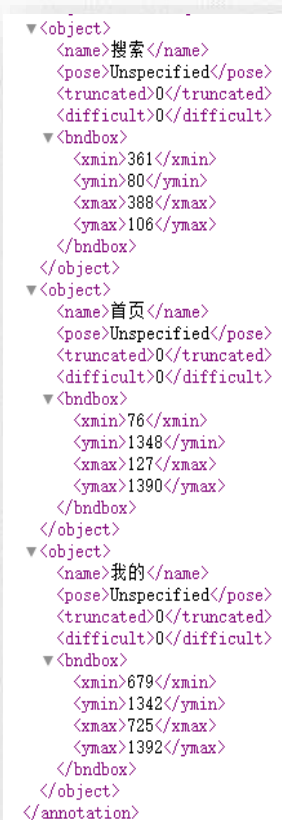 ▼<object>
<name>搜索</name>
<pose>Unspecified</pose>
<truncated>0</truncated>
<difficult>0</difficult>
▼<bndbox>
<xmin>361</xmin>
<ymin>80</ymin>
<xmax>388</xmax>
<ymax>106</ymax>
</bndbox>
</object>
▼<object>
<name>首页</name>
<pose>Unspecified</pose>
<truncated>0</truncated>
<difficult>0</difficult>
▼<bndbox>
<xmin>76</xmin>
<ymin>1348</ymin>
<xmax>127</xmax>
<ymax>1390</ymax>
</bndbox>
</object>
▼<object>
<name>我的</name>
<pose>Unspecified</pose>
<truncated>0</truncated>
<difficult>0</difficult>
▼<bndbox>
<xmin>679</xmin>
<ymin>1342</ymin>
<xmax>725</xmax>
<ymax>1392</ymax>
</bndbox>
</object>
</annotation>